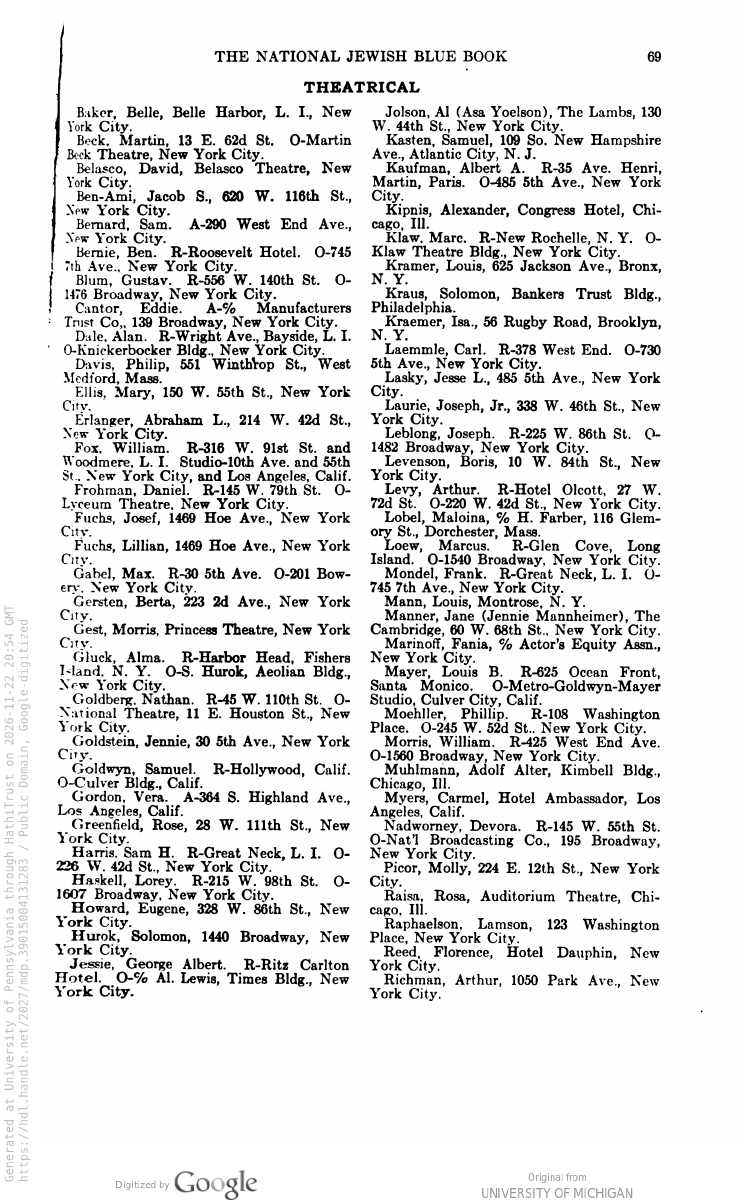 THE NATIONAL JEWISH BLUE BOOK 69
THEATRICAL
Baker, Belle, Belle Harbor, L. I., New
York City.
Beck, Martin, 13 E. 62d St. O-Martin
Beck Theatre, New York City.
Belasco, David, Belasco Theatre, New
York City.
Ben-Ami, Jacob S., 620 W. 116th St.,
New York City.
Bernard, Sam. A-290 West End Ave.,
New York City.
Bernie, Ben. R-Roosevelt Hotel. O-745
7th Ave., New York City.
Blum, Gustav. R-556 W. 140th St. O-
1476 Broadway, New York City.
Cantor, Eddie. A-% Manufacturers
Trust Co., 139 Broadway, New York City.
Dale, Alan. R-Wright Ave., Bayside, L. I.
O-Knickerbocker Bldg., New York City.
Davis, Philip, 551 Winthrop St., West
Medford, Mass.
Ellis, Mary, 150 W. 55th St., New York
City.
Erlanger, Abraham L., 214 W. 42d St.,
New York City.
Fox, William. R-316 W. 91st St. and
Woodmere, L. I. Studio-10th Ave. and 55th
St., New York City, and Los Angeles, Calif.
Frohman, Daniel. R-145 W. 79th St. O-
Lyceum Theatre, New York City.
Fuchs, Josef, 1469 Hoe Ave., New York
City.
Fuchs, Lillian, 1469 Hoe Ave., New York
City.
Gabel, Max. R-30 5th Ave. O-201 Bow-
ery, New York City.
Gersten, Berta, 223 2d Ave., New York
City.
Gest, Morris, Princess Theatre, New York
City.
Gluck, Alma. R-Harbor Head, Fishers
Island, N. Y. O-S. Hurok, Aeolian Bldg.,
New York City.
Goldberg, Nathan. R-45 W. 110th St. O-
National Theatre, 11 E. Houston St., New
York City.
Goldstein, Jennie, 30 5th Ave., New York
City.
Goldwyn, Samuel. R-Hollywood, Calif.
O-Culver Bldg., Calif.
Gordon, Vera. A-364 S. Highland Ave.,
Los Angeles, Calif.
Greenfield, Rose, 28 W. 111th St., New
York City.
Harris, Sam H. R-Great Neck, L. I. O-
226 W. 42d St., New York City.
Haskell, Lorey. R-215 W. 98th St. O-
1607 Broadway, New York City.
Howard, Eugene, 328 W. 86th St., New
York City.
Hurok, Solomon, 1440 Broadway, New
York City.
Jessie, George Albert. R-Ritz Carlton
Hotel. O-% Al. Lewis, Times Bldg., New
York City.
Jolson, Al (Asa Yoelson), The Lambs, 130
W. 44th St., New York City.
Kasten, Samuel, 109 So. New Hampshire
Ave., Atlantic City, N. J.
Kaufman, Albert A. R-35 Ave. Henri,
Martin, Paris. O-485 5th Ave., New York
City.
Kipnis, Alexander, Congress Hotel, Chi-
cago, Ill.
Klaw, Marc. R-New Rochelle, N. Y. O-
Klaw Theatre Bldg., New York City.
Kramer, Louis, 625 Jackson Ave., Bronx,
N. Y.
Kraus, Solomon, Bankers Trust Bldg.,
Philadelphia.
Kraemer, Isa., 56 Rugby Road, Brooklyn,
N. Y.
Laemmle, Carl. R-378 West End. O-730
5th Ave., New York City.
Lasky, Jesse L., 485 5th Ave., New York
City.
Laurie, Joseph, Jr., 338 W. 46th St., New
York City.
Leblong, Joseph. R-225 W. 86th St. O-
1482 Broadway, New York City.
Levenson, Boris, 10 W. 84th St., New
York City.
Levy, Arthur. R-Hotel Olcott, 27 W.
72d St. O-220 W. 42d St., New York City.
Lobel, Maloina, % H. Farber, 116 Glem-
ory St., Dorchester, Mass.
Loew, Marcus. R-Glen Cove, Long
Island. O-1540 Broadway, New York City.
Mondel, Frank. R-Great Neck, L. I. O-
745 7th Ave., New York City.
Mann, Louis, Montrose, N. Y.
Manner, Jane (Jennie Mannheimer), The
Cambridge, 60 W. 68th St., New York City.
Marinoff, Fania, % Actor's Equity Assn.,
New York City.
Mayer, Louis B. R-625 Ocean Front,
Santa Monico. O-Metro-Goldwyn-Mayer
Studio, Culver City, Calif.
Moehller, Phillip. R-108 Washington
Place. O-245 W. 52d St., New York City.
Morris, William. R-425 West End Ave.
O-1560 Broadway, New York City.
Muhlmann, Adolf Alter, Kimbell Bldg.,
Chicago, Ill.
Myers, Carmel, Hotel Ambassador, Los
Angeles, Calif.
Nadworney, Devora. R-145 W. 55th St.
O-Nat'l Broadcasting Co., 195 Broadway,
New York City.
Picor, Molly, 224 E. 12th St., New York
City.
Raisa, Rosa, Auditorium Theatre, Chi-
cago, Ill.
Raphaelson, Lamson, 123 Washington
Place, New York City.
Reed, Florence, Hotel Dauphin, New
York City.
Richman, Arthur, 1050 Park Ave., New
York City.
Generated at University of Pennsylvania through HathiTrust on 2026-11-22 20:54 GMT
https://hdl.handle.net/2027/mdp.39015004131283 / Public Domain, Google-digitized
Digitized by Google
Original from
UNIVERSITY OF MICHIGAN